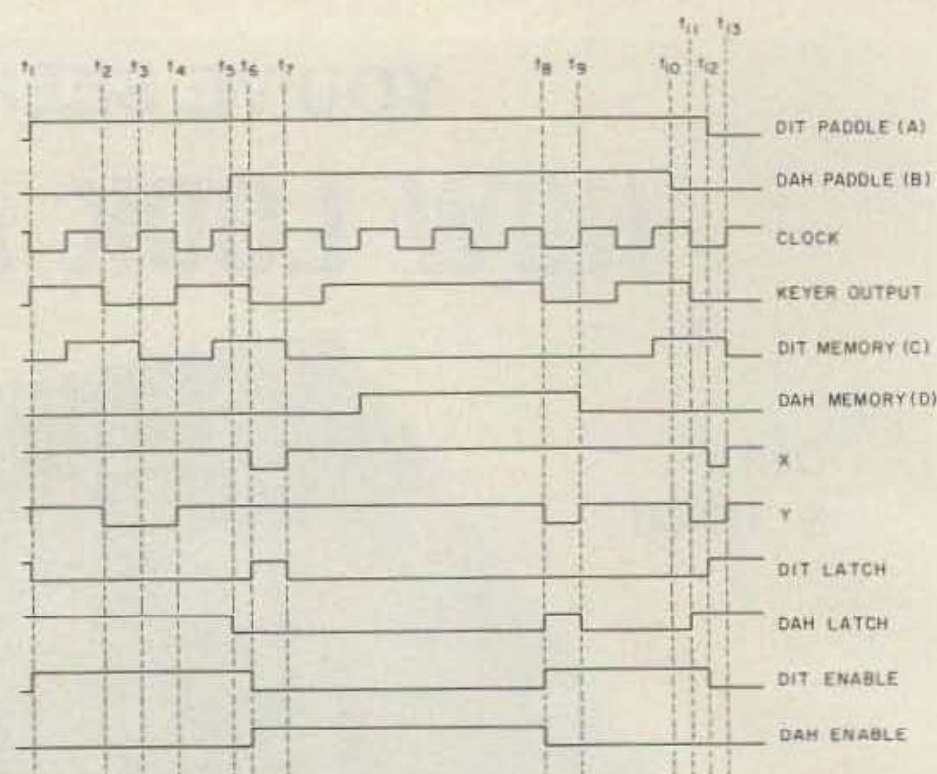 t11 t13
t1 t2 t3 t4 t5 t6 t7 t8 t9 t10 t12
DIT PADDLE (A)
DAH PADDLE (B)
CLOCK
KEYER OUTPUT
DIT MEMORY (C)
DAH MEMORY (D)
X
Y
DIT LATCH
DAH LATCH
DIT ENABLE
DAH ENABLE